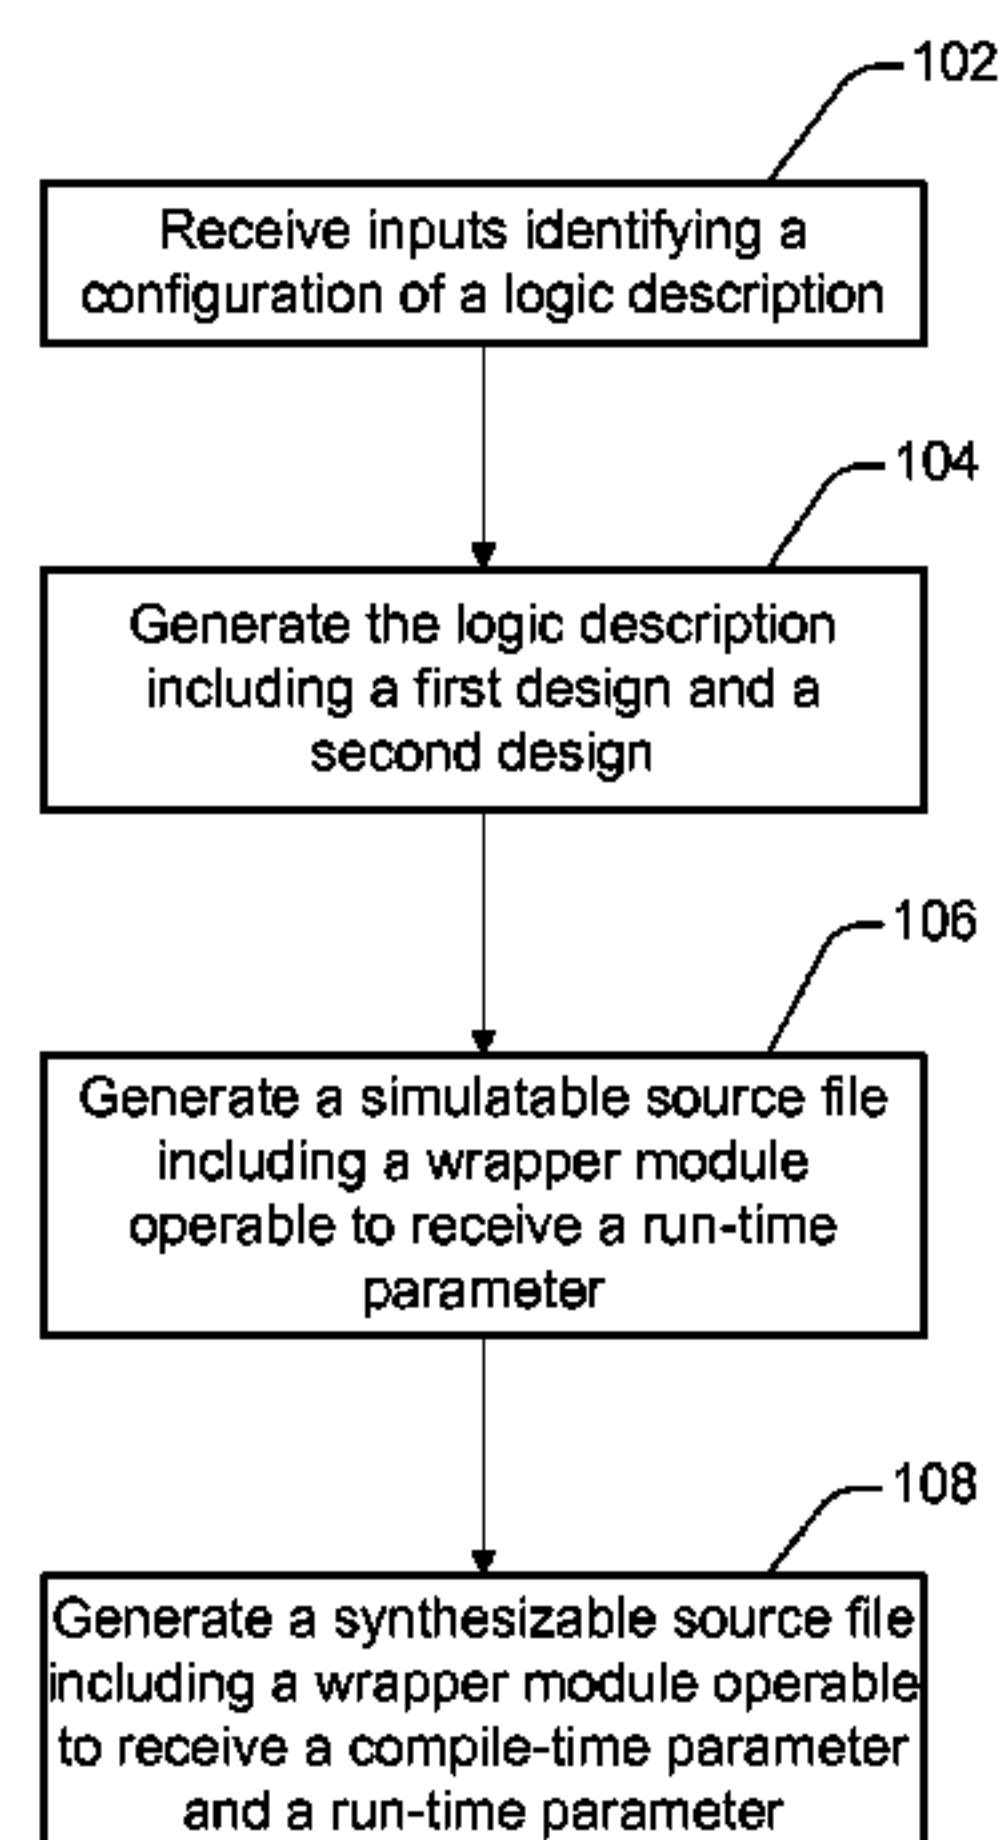 102
Receive inputs identifying a
configuration of a logic description
104
Generate the logic description
including a first design and a
second design
106
Generate a simulatable source file
including a wrapper module
operable to receive a run-time
parameter
108
Generate a synthesizable source file
including a wrapper module operable
to receive a compile-time parameter
and a run-time parameter